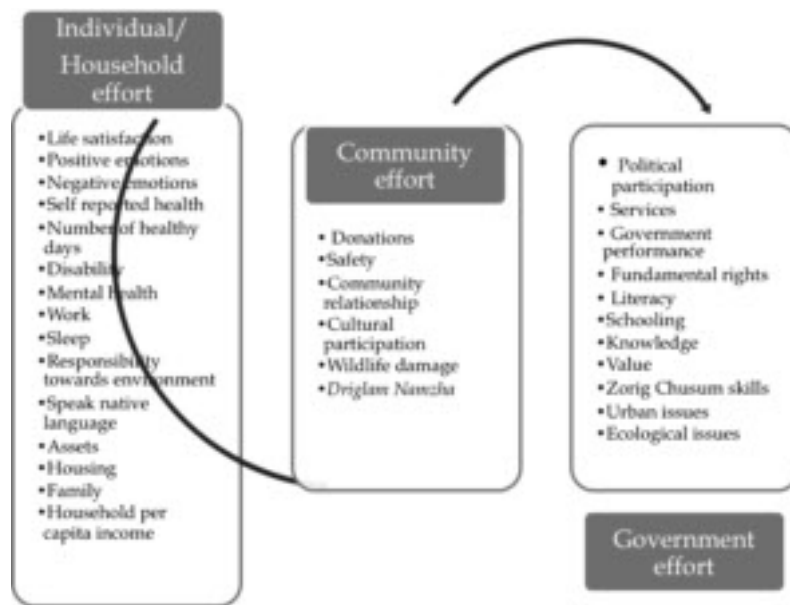 Individual/
Household
effort
•Life satisfaction
•Positive emotions
•Negative emotions
•Self reported health
•Number of healthy
days
•Disability
•Mental health
•Work
•Sleep
•Responsibility
towards environment
•Speak native
language
•Assets
•Housing
•Family
•Household per
capita income
Community
effort
• Donations
•Safety
•Community
relationship
•Cultural
participation
•Wildlife damage
•Driglam Namzha
• Political
participation
• Services
• Government
performance
• Fundamental rights
• Literacy
•Schooling
•Knowledge
•Value
•Zorig Chusum skills
•Urban issues
•Ecological issues
Government
effort